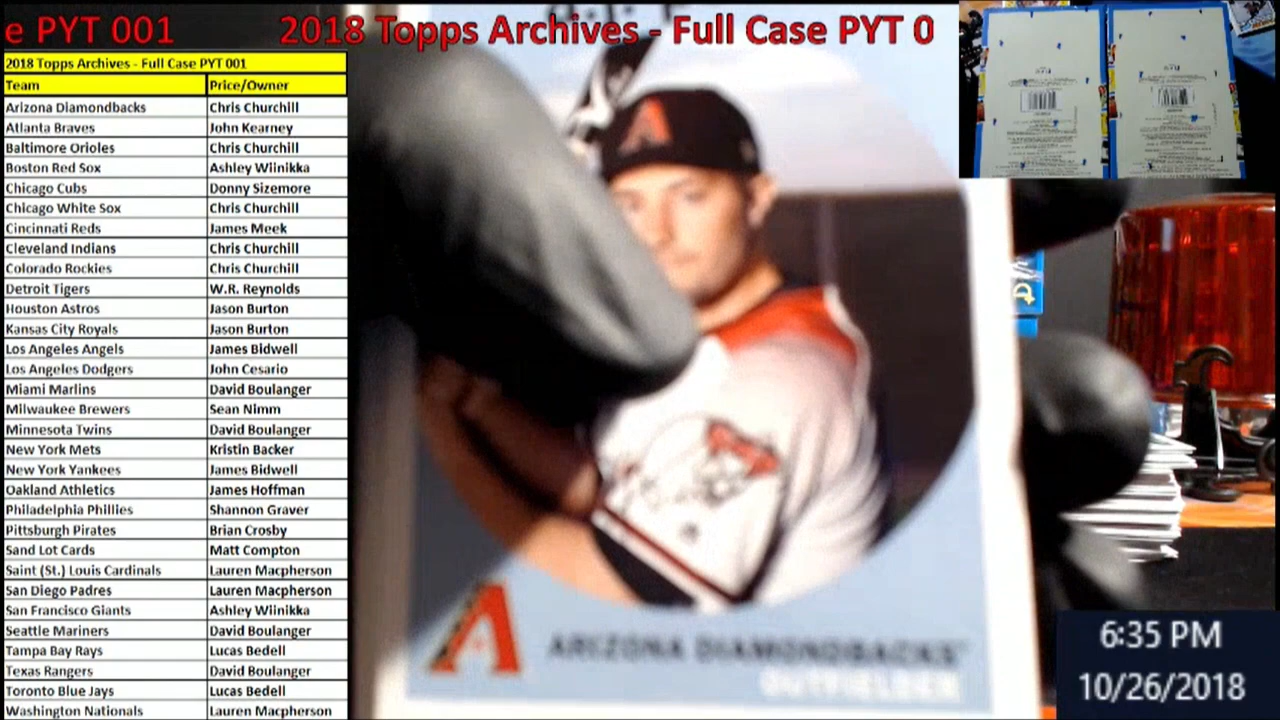 e PYT 001 2018 Topps Archives - Full Case PYT 0
2018 Topps Archives - Full Case PYT 001
Team Price/Owner
Arizona Diamondbacks Chris Churchill
Atlanta Braves John Kearney
Baltimore Orioles Chris Churchill
Boston Red Sox Ashley Wiinikka
Chicago Cubs Donny Sizemore
Chicago White Sox Chris Churchill
Cincinnati Reds James Meek
Cleveland Indians Chris Churchill
Colorado Rockies Chris Churchill
Detroit Tigers W.R. Reynolds
Houston Astros Jason Burton
Kansas City Royals Jason Burton
Los Angeles Angels James Bidwell
Los Angeles Dodgers John Cesario
Miami Marlins David Boulanger
Milwaukee Brewers Sean Nimm
Minnesota Twins David Boulanger
New York Mets Kristin Backer
New York Yankees James Bidwell
Oakland Athletics James Hoffman
Philadelphia Phillies Shannon Graver
Pittsburgh Pirates Brian Crosby
Sand Lot Cards Matt Compton
Saint (St.) Louis Cardinals Lauren Macpherson
San Diego Padres Lauren Macpherson
San Francisco Giants Ashley Wiinikka
Seattle Mariners David Boulanger
Tampa Bay Rays Lucas Bedell
Texas Rangers David Boulanger
Toronto Blue Jays Lucas Bedell
Washington Nationals Lauren Macpherson
A
A
ARIZONA DIAMONDBACKS
OUTFIELDER
6:35 PM
10/26/2018